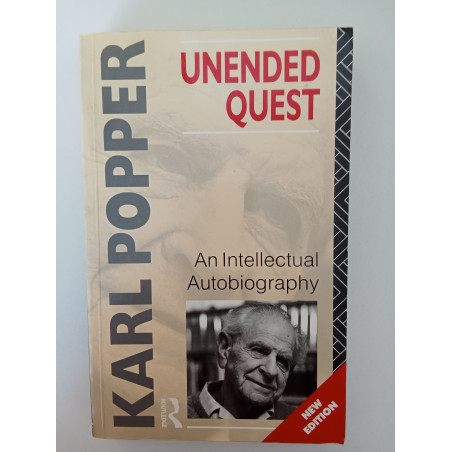 KARL POPPER
UNENDED
QUEST
An Intellectual
Autobiography
NEW
EDITION